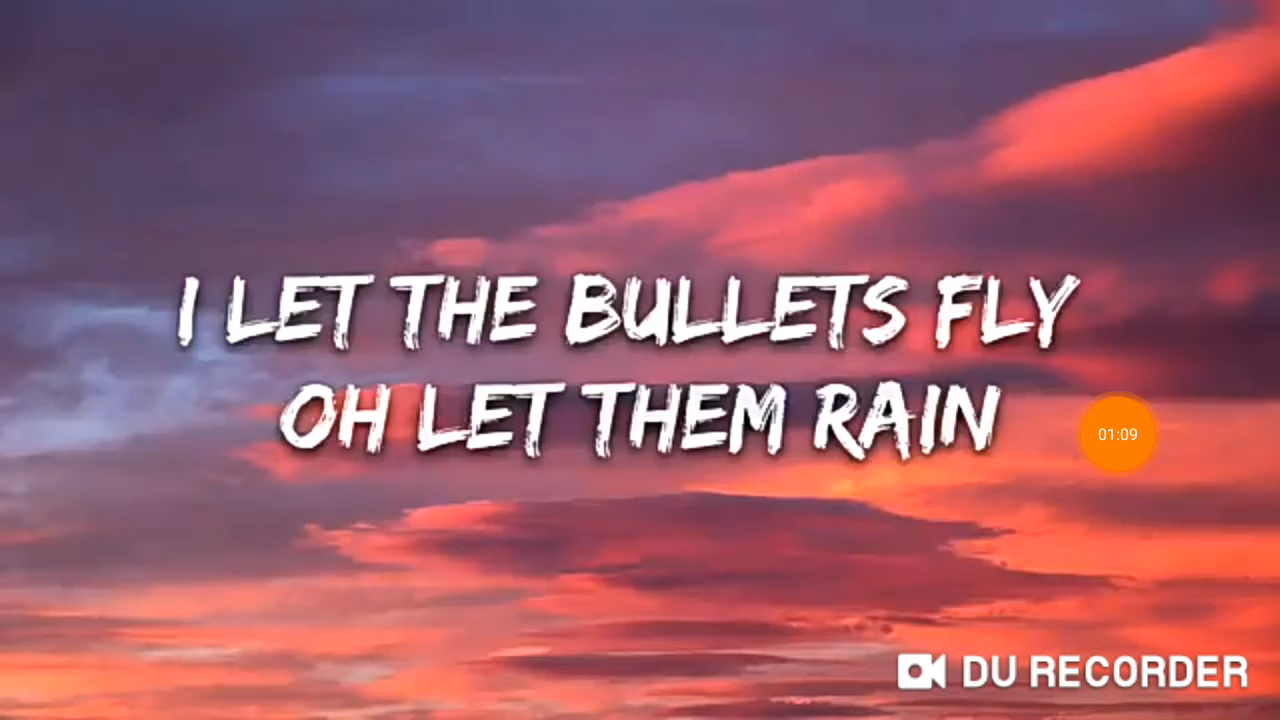 I LET THE BULLETS FLY
OH LET THEM RAIN
01:09
DU RECORDER